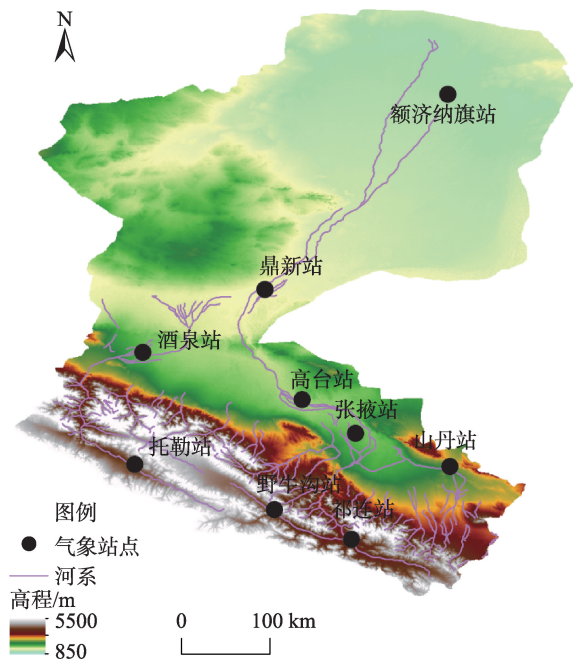 N
额济纳旗站
鼎新站
酒泉站
高台站
张掖站
山丹站
托勒站
野牛沟站
祁连站
图例
气象站点
河系
高程/m
5500
850
0 100 km